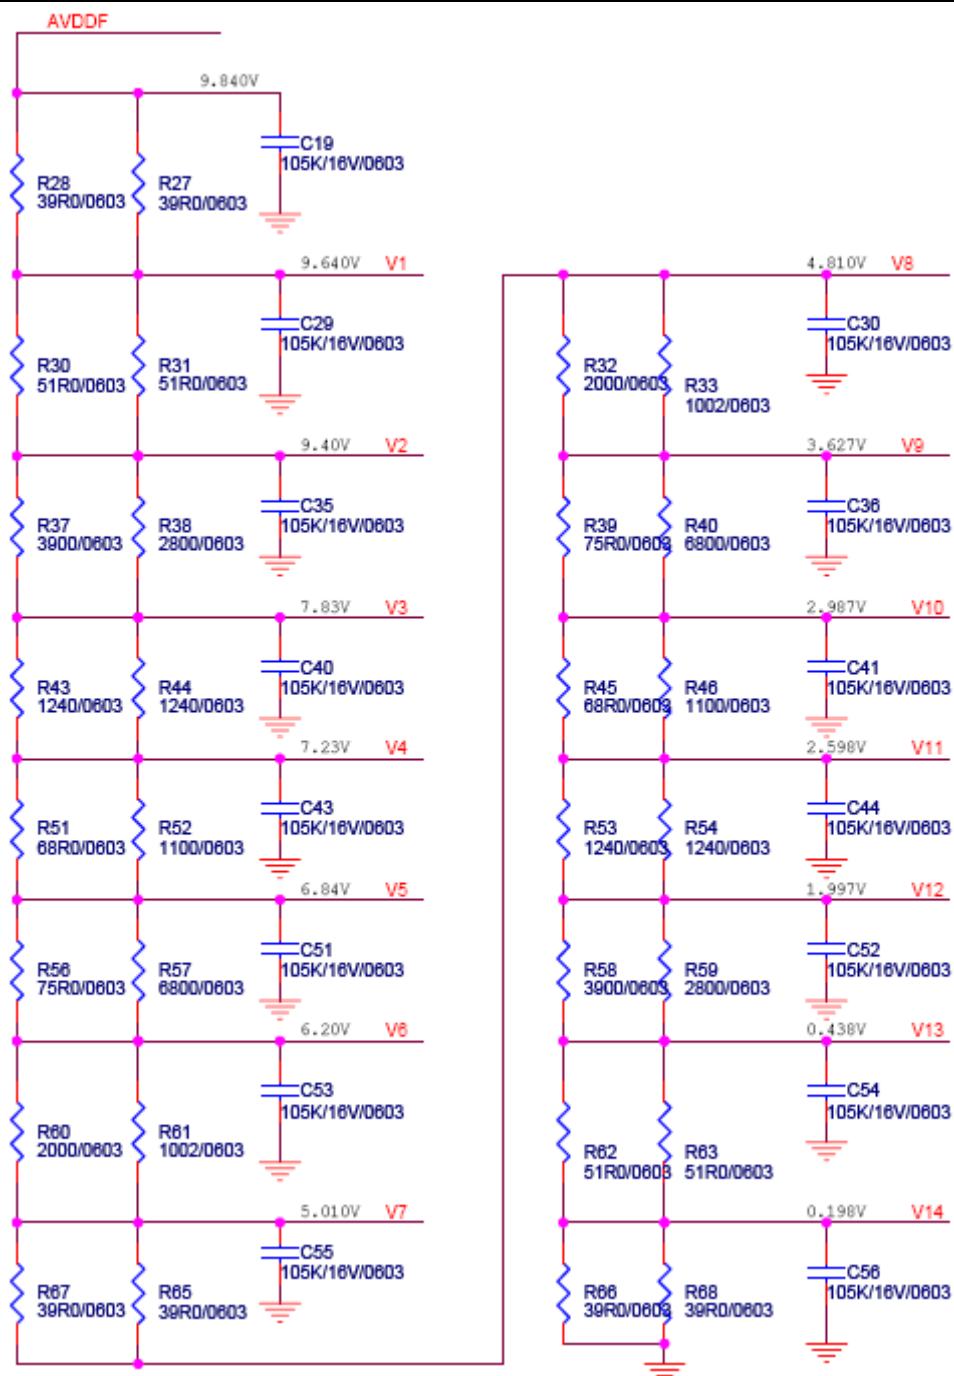 AVDDF
9.840V
C19
105K/16V/0603
R28
39R0/0603
R27
39R0/0603
9.640V V1
C29
105K/16V/0603
R30
51R0/0603
R31
51R0/0603
9.40V V2
C35
105K/16V/0603
R37
3900/0603
R38
2800/0603
7.83V V3
C40
105K/16V/0603
R43
1240/0603
R44
1240/0603
7.23V V4
C43
105K/16V/0603
R51
68R0/0603
R52
1100/0603
6.84V V5
C51
105K/16V/0603
R56
75R0/0603
R57
6800/0603
6.20V V6
C53
105K/16V/0603
R60
2000/0603
R61
1002/0603
5.010V V7
C55
105K/16V/0603
R67
39R0/0603
R65
39R0/0603
4.810V V8
C30
105K/16V/0603
R32
2000/0603
R33
1002/0603
3.627V V9
C36
105K/16V/0603
R39
75R0/0603
R40
6800/0603
2.987V V10
C41
105K/16V/0603
R45
68R0/0603
R46
1100/0603
2.598V V11
C44
105K/16V/0603
R53
1240/0603
R54
1240/0603
1.997V V12
C52
105K/16V/0603
R58
3900/0603
R59
2800/0603
0.438V V13
C54
105K/16V/0603
R62
51R0/0603
R63
51R0/0603
0.198V V14
C56
105K/16V/0603
R66
39R0/0603
R68
39R0/0603